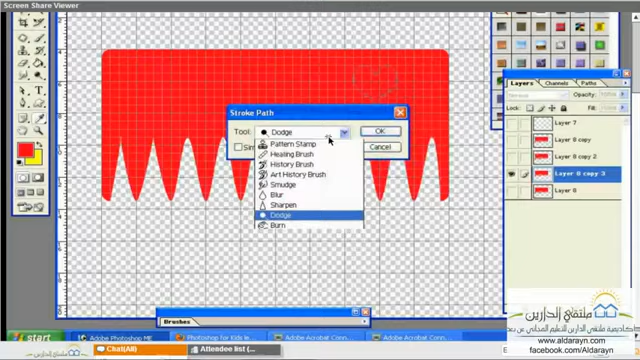 Screen Share Viewer
Stroke Path
Tool:
Dodge
OK
Cancel
Pattern Stamp
Healing Brush
History Brush
Art History Brush
Smudge
Blur
Sharpen
Dodge
Burn
Layers
Channels
Paths
Opacity:
Lock:
Fill:
Layer 7
Layer 8 copy
Layer 8 copy 2
Layer 8 copy 3
Layer 8
Brushes
ملتقي الدارين
www.aldarayn.com
facebook.com/Aldarayn
start
Adobe Photoshop ME
Photoshop for Kids le
Adobe Acrobat Conn
Adobe Acrobat Conn
Chat(All)
Attendee list (